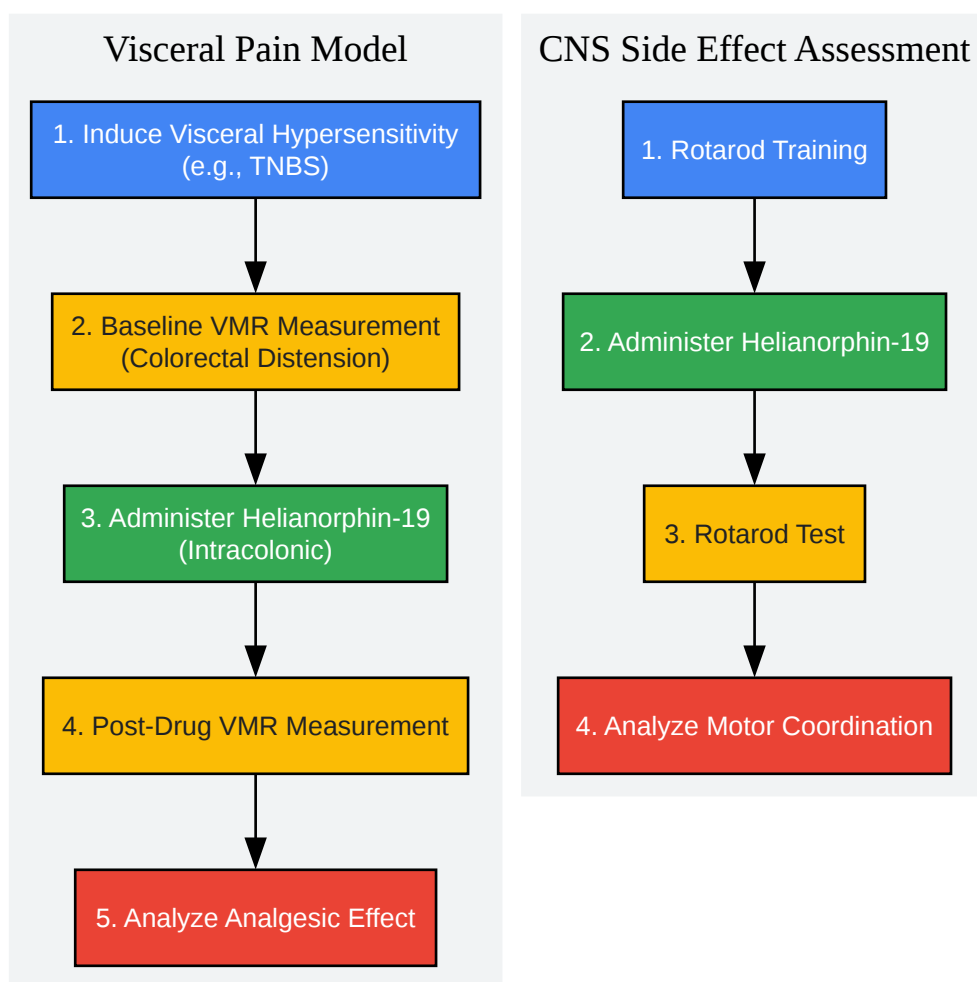 Visceral Pain Model
1. Induce Visceral Hypersensitivity
(e.g., TNBS)
2. Baseline VMR Measurement
(Colorectal Distension)
3. Administer Helianorphin-19
(Intracolonic)
4. Post-Drug VMR Measurement
5. Analyze Analgesic Effect
CNS Side Effect Assessment
1. Rotarod Training
2. Administer Helianorphin-19
3. Rotarod Test
4. Analyze Motor Coordination